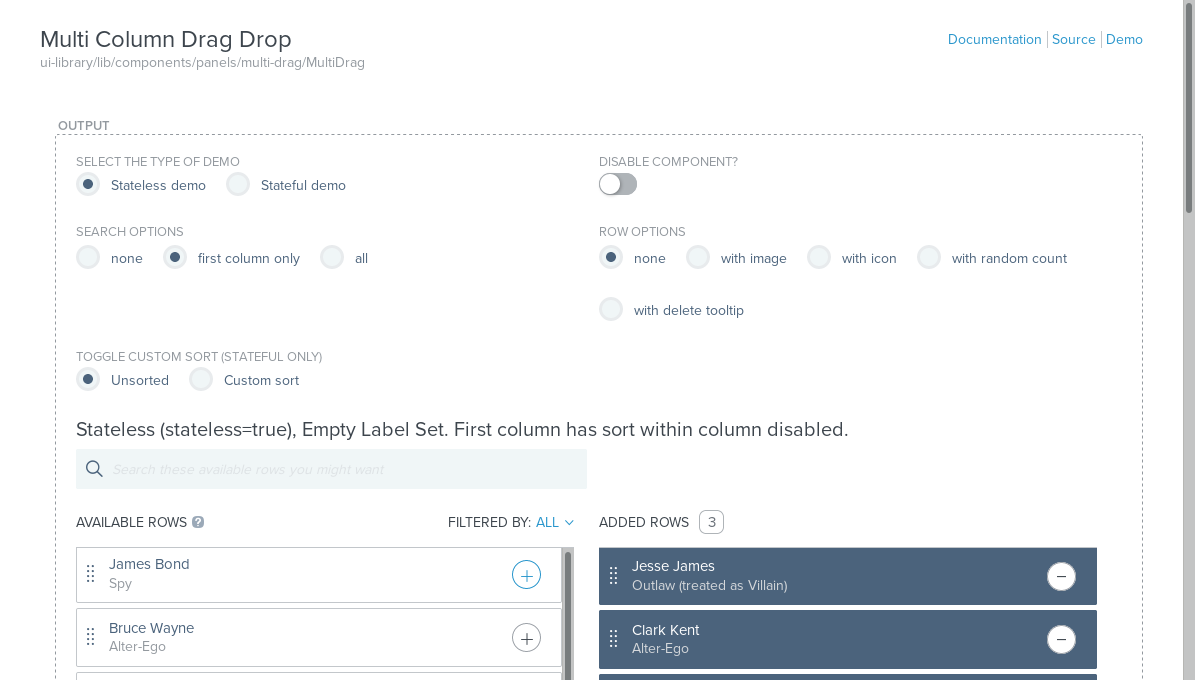 Multi Column Drag Drop
Documentation Source Demo
ui-library/lib/components/panels/multi-drag/MultiDrag
OUTPUT
SELECT THE TYPE OF DEMO
Stateless demo Stateful demo
DISABLE COMPONENT?
SEARCH OPTIONS
none first column only all
ROW OPTIONS
none with image with icon with random count
with delete tooltip
TOGGLE CUSTOM SORT (STATEFUL ONLY)
Unsorted Custom sort
Stateless (stateless=true), Empty Label Set. First column has sort within column disabled.
Search these available rows you might want
AVAILABLE ROWS ? FILTERED BY: ALL
James Bond
Spy
Bruce Wayne
Alter-Ego
ADDED ROWS 3
Jesse James
Outlaw (treated as Villain)
Clark Kent
Alter-Ego